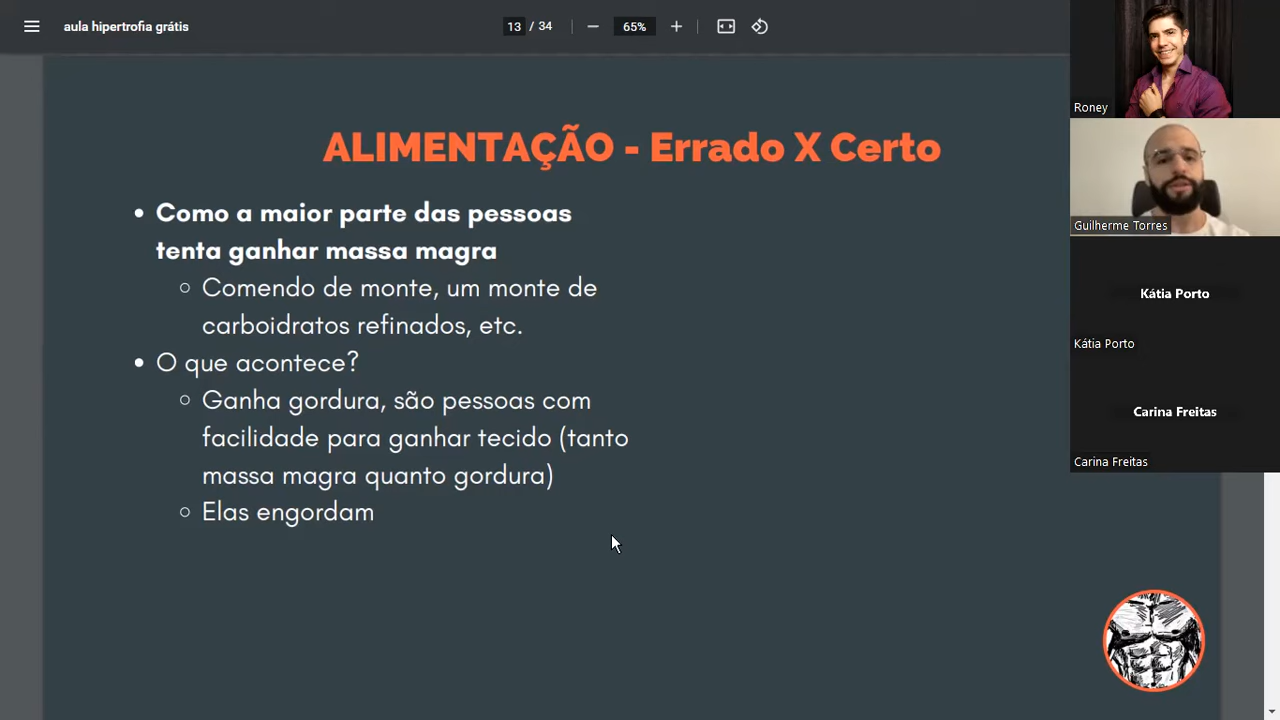 aula hipertrofia grátis
13 / 34
65%
ALIMENTAÇÃO - Errado X Certo
Como a maior parte das pessoas
tenta ganhar massa magra
Comendo de monte, um monte de
carboidratos refinados, etc.
O que acontece?
Ganha gordura, são pessoas com
facilidade para ganhar tecido (tanto
massa magra quanto gordura)
Elas engordam
Roney
Guilherme Torres
Kátia Porto
Kátia Porto
Carina Freitas
Carina Freitas